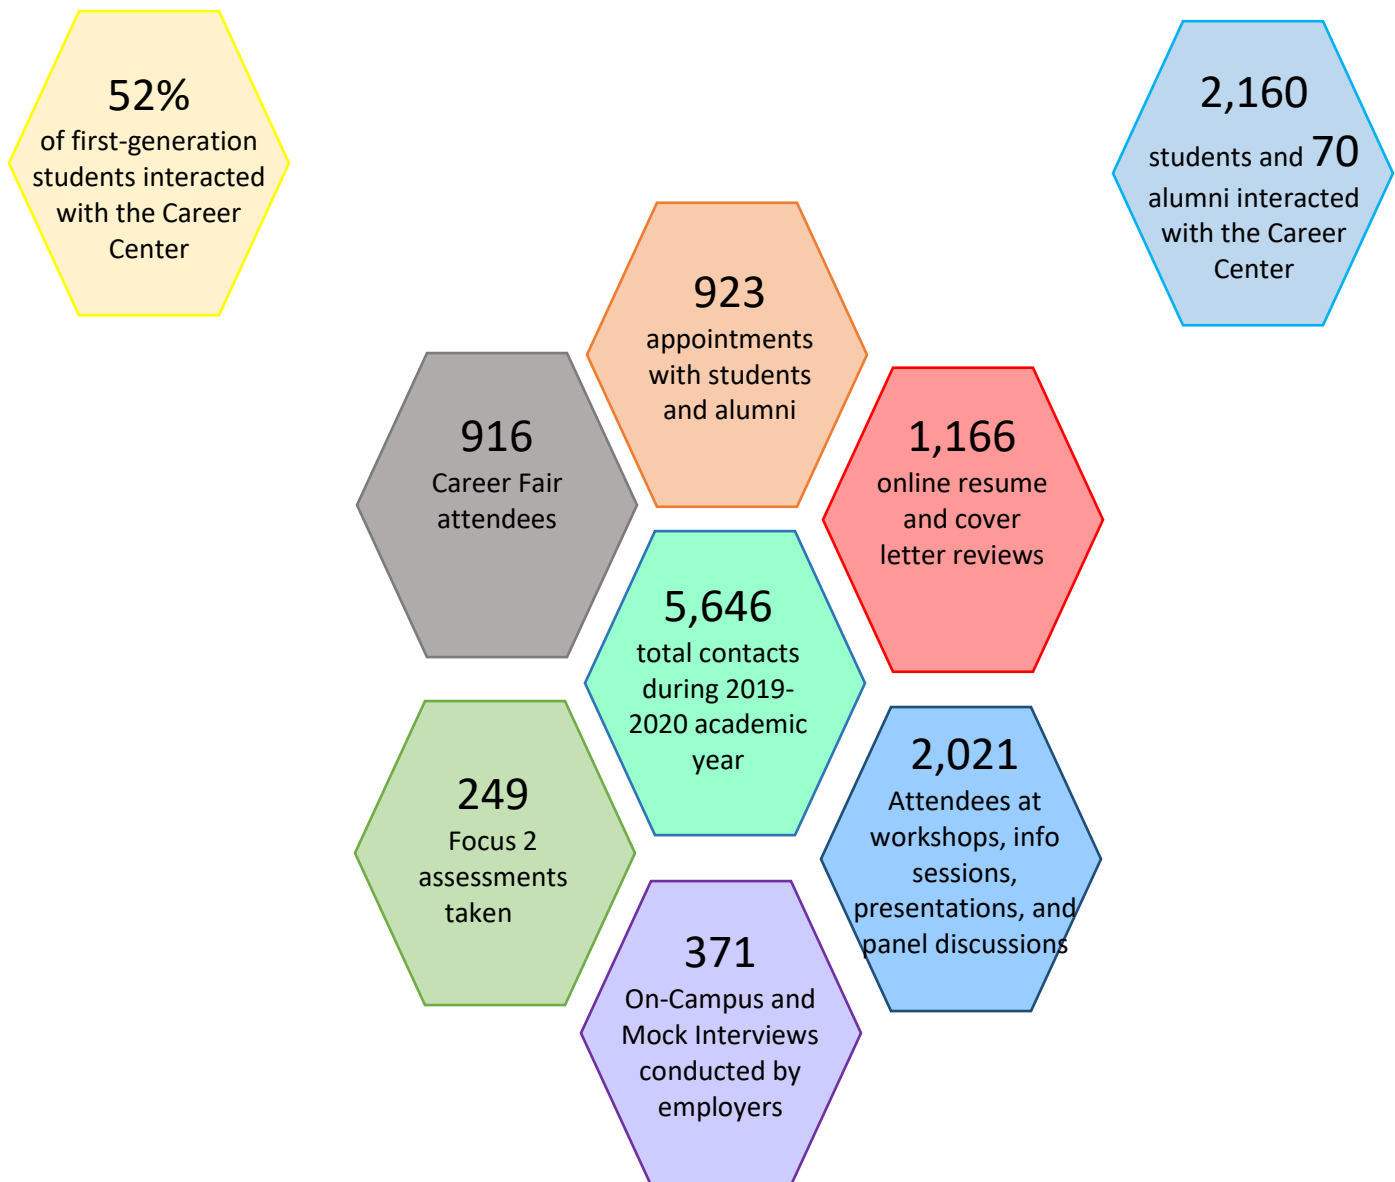 52%
of first-generation
students interacted
with the Career
Center
2,160
students and 70
alumni interacted
with the Career
Center
923
appointments
with students
and alumni
916
Career Fair
attendees
1,166
online resume
and cover
letter reviews
5,646
total contacts
during 2019-
2020 academic
year
249
Focus 2
assessments
taken
2,021
Attendees at
workshops, info
sessions,
presentations, and
panel discussions
371
On-Campus and
Mock Interviews
conducted by
employers